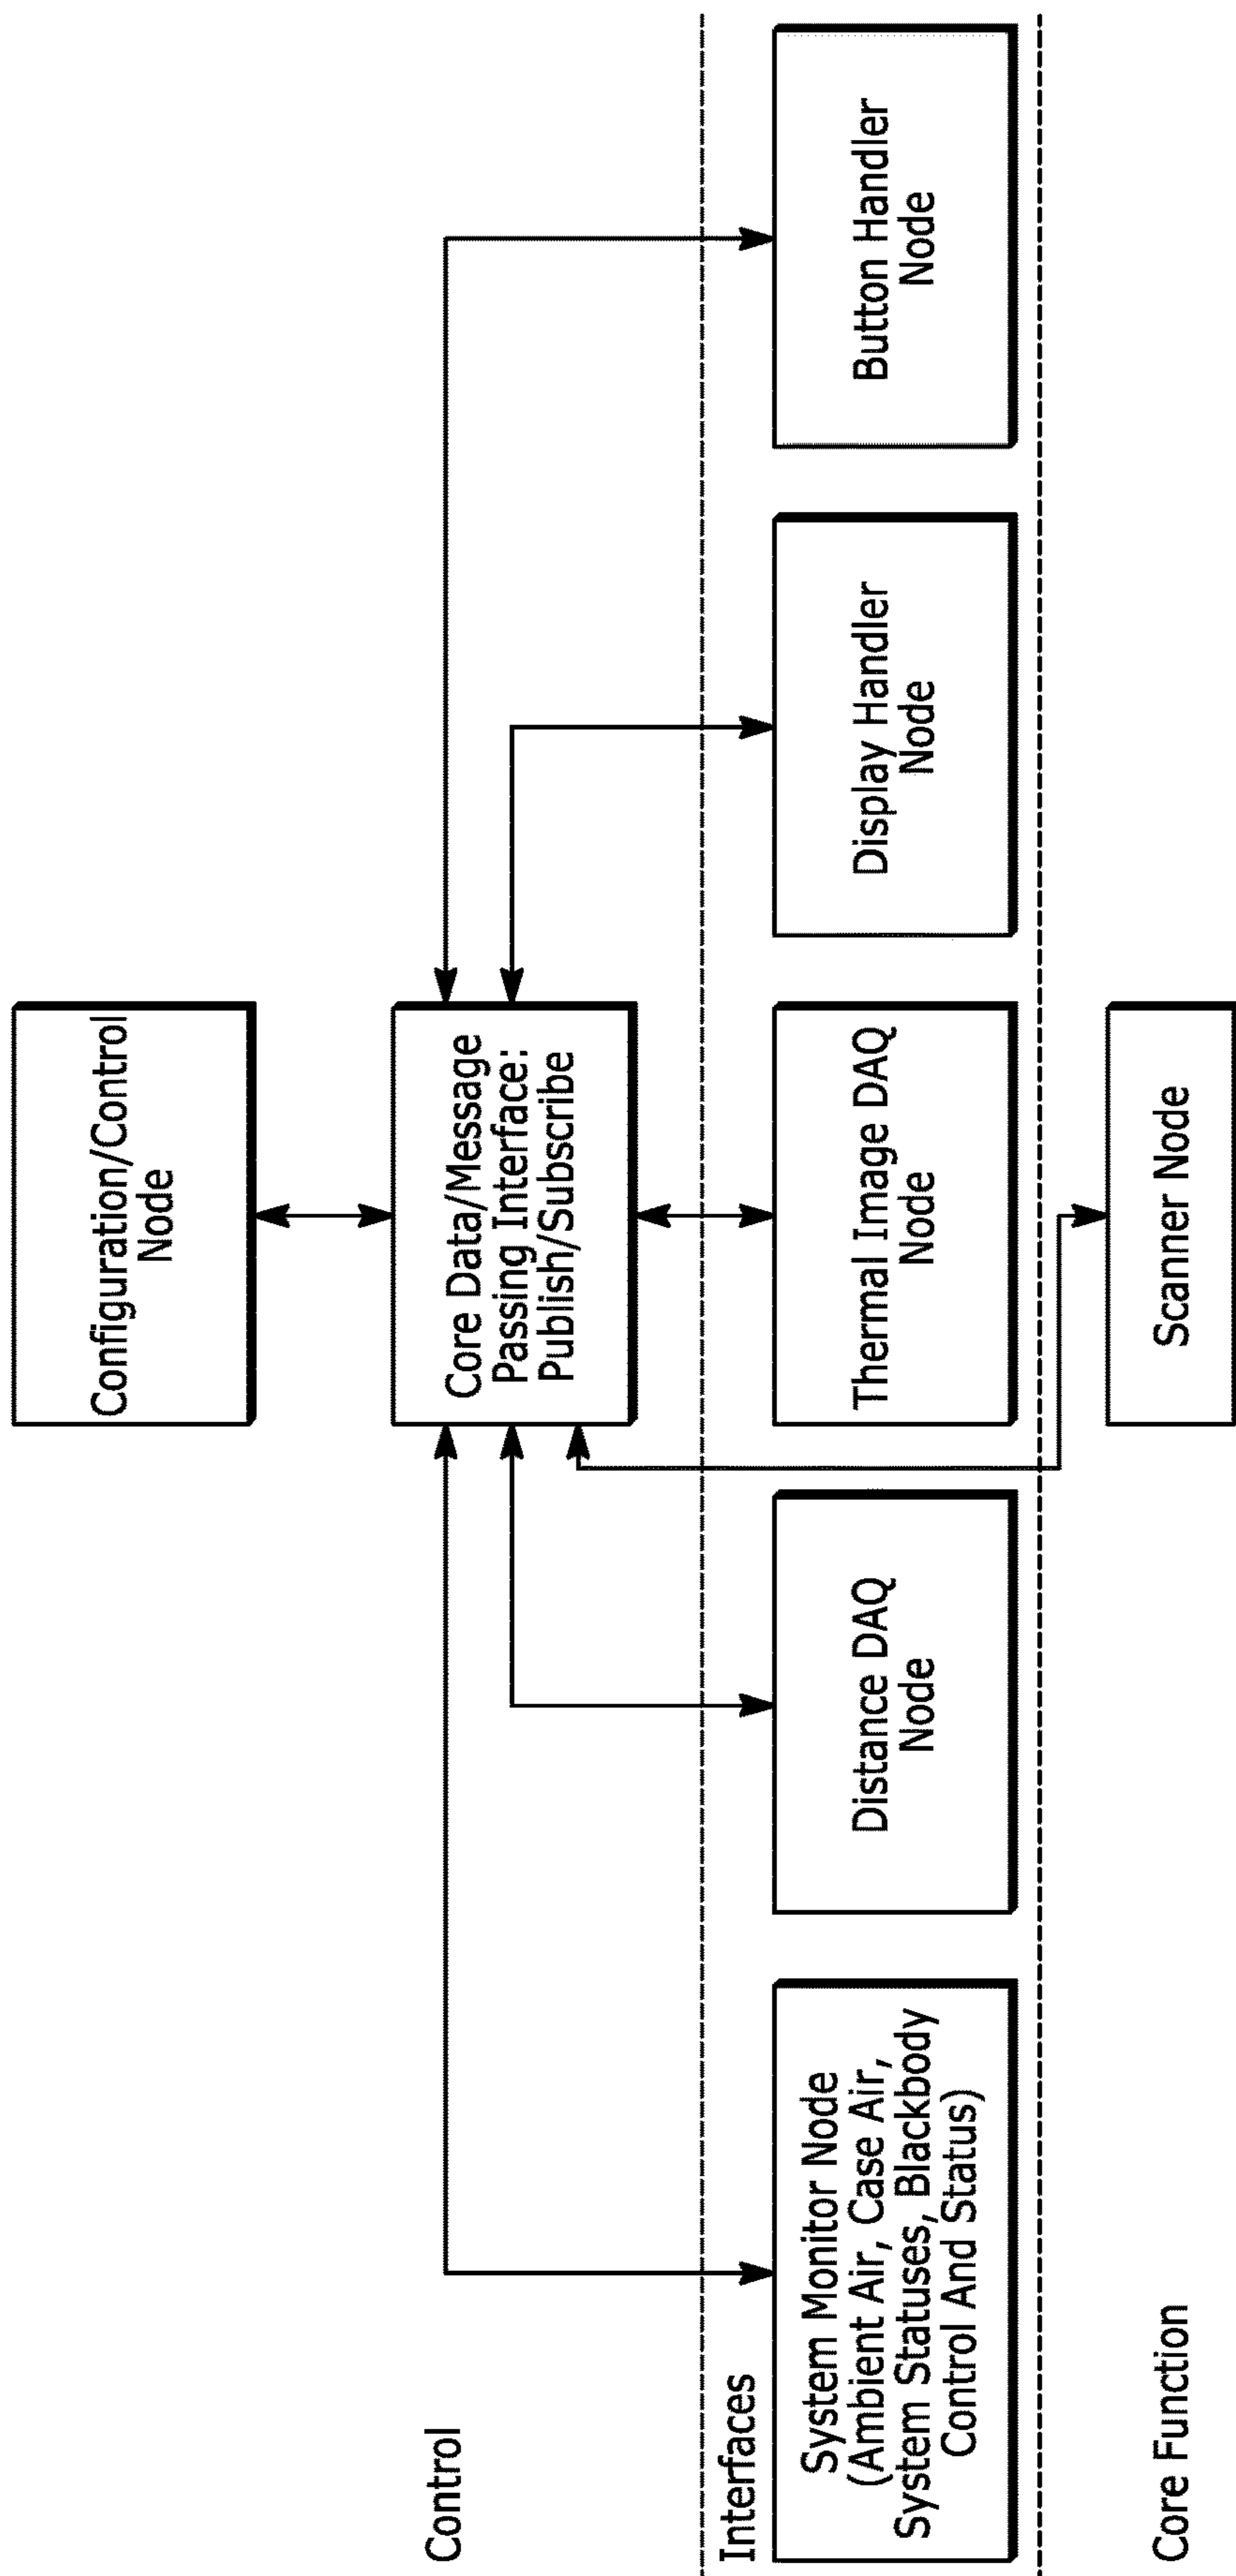 Configuration/Control
Node
Control
Core Data/Message
Passing Interface:
Publish/Subscribe
Interfaces
System Monitor Node
(Ambient Air, Case Air,
System Statuses, Blackbody
Control And Status)
Distance DAQ
Node
Thermal Image DAQ
Node
Display Handler
Node
Button Handler
Node
Core Function
Scanner Node